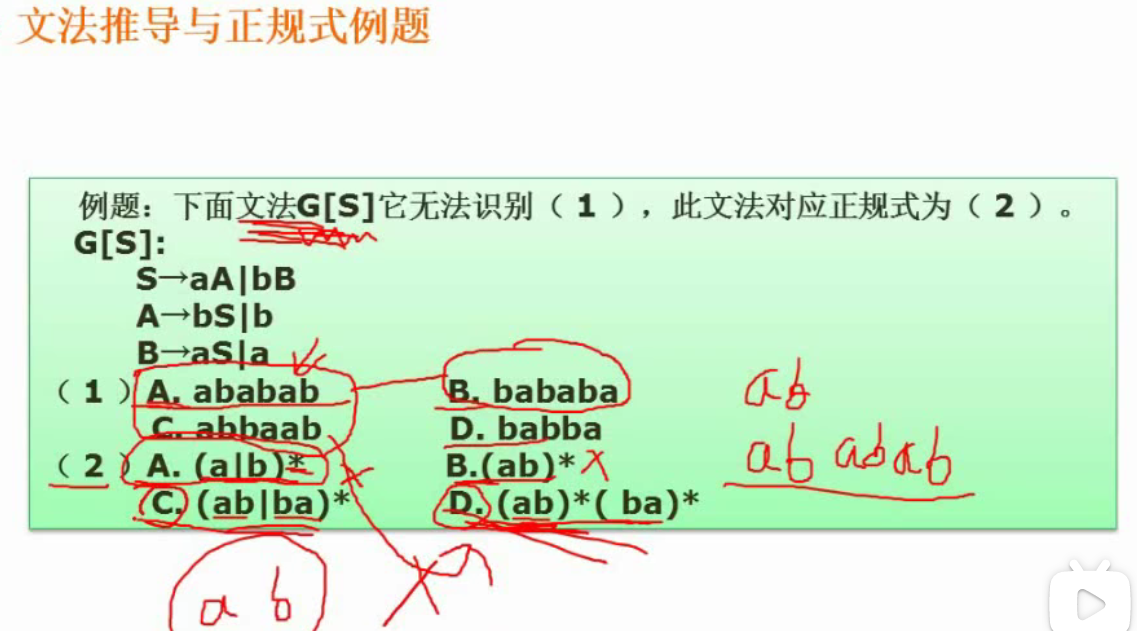 文法推导与正规式例题
例题：下面文法G[S]它无法识别（ 1 ），此文法对应正规式为（ 2 ）。
G[S]:
S→aA|bB
A→bS|b
B→aS|a
（ 1 ）A. ababab B. bababa
C. abbaab D. babba
（ 2 ）A. (a|b)* B.(ab)*
C. (ab|ba)* D. (ab)*( ba)*
ab
ab abab
a b